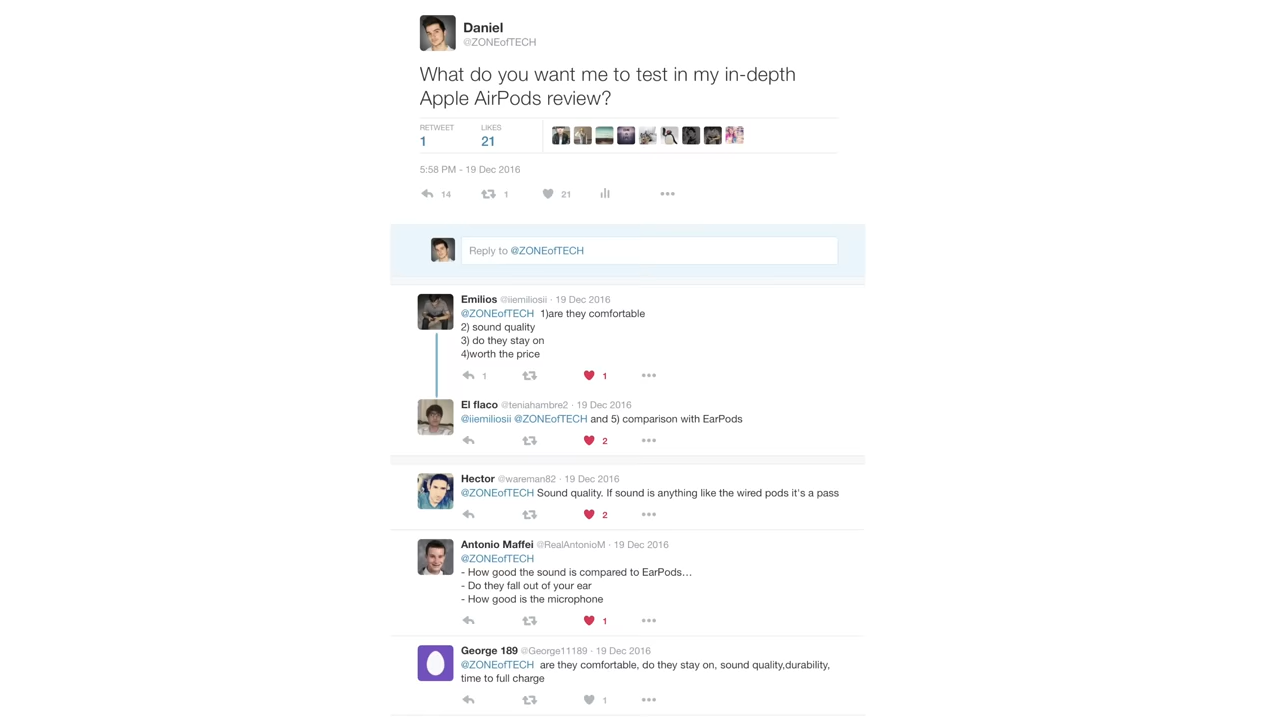 Daniel
@ZONEofTECH
What do you want me to test in my in-depth
Apple AirPods review?
RETWEET LIKES
1 21
5:58 PM - 19 Dec 2016
14 1 21
Reply to @ZONEofTECH
Emilios @iiemiliosii · 19 Dec 2016
@ZONEofTECH 1)are they comfortable
2) sound quality
3) do they stay on
4)worth the price
1 1
El flaco @teniahambre2 · 19 Dec 2016
@iiemiliosii @ZONEofTECH and 5) comparison with EarPods
2
Hector @wareman82 · 19 Dec 2016
@ZONEofTECH Sound quality. If sound is anything like the wired pods it's a pass
2
Antonio Maffei @RealAntonioM · 19 Dec 2016
@ZONEofTECH
- How good the sound is compared to EarPods…
- Do they fall out of your ear
- How good is the microphone
1
George 189 @George11189 · 19 Dec 2016
@ZONEofTECH are they comfortable, do they stay on, sound quality,durability,
time to full charge
1